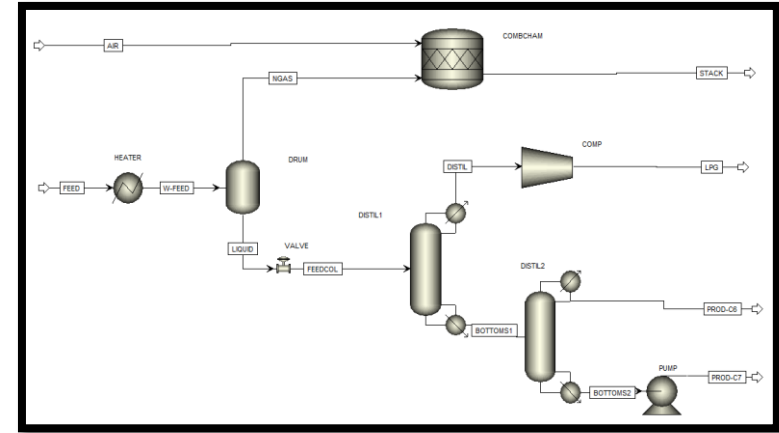 COMBCHAM
AIR
NGAS
STACK
COMP
HEATER
DRUM
DISTIL
LPG
FEED
W-FEED
DISTIL1
LIQUID
VALVE
FEEDCOL
DISTIL2
PROD-C6
BOTTOMS1
PUMP
PROD-C7
BOTTOMS2